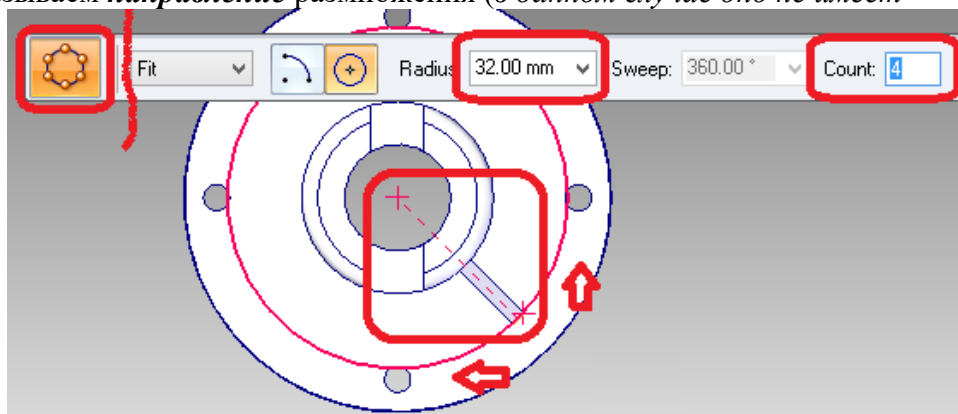 направление размножения (в данном случае оно не имеет
Fit Radius 32.00 mm Sweep: 360.00 ° Count: 4